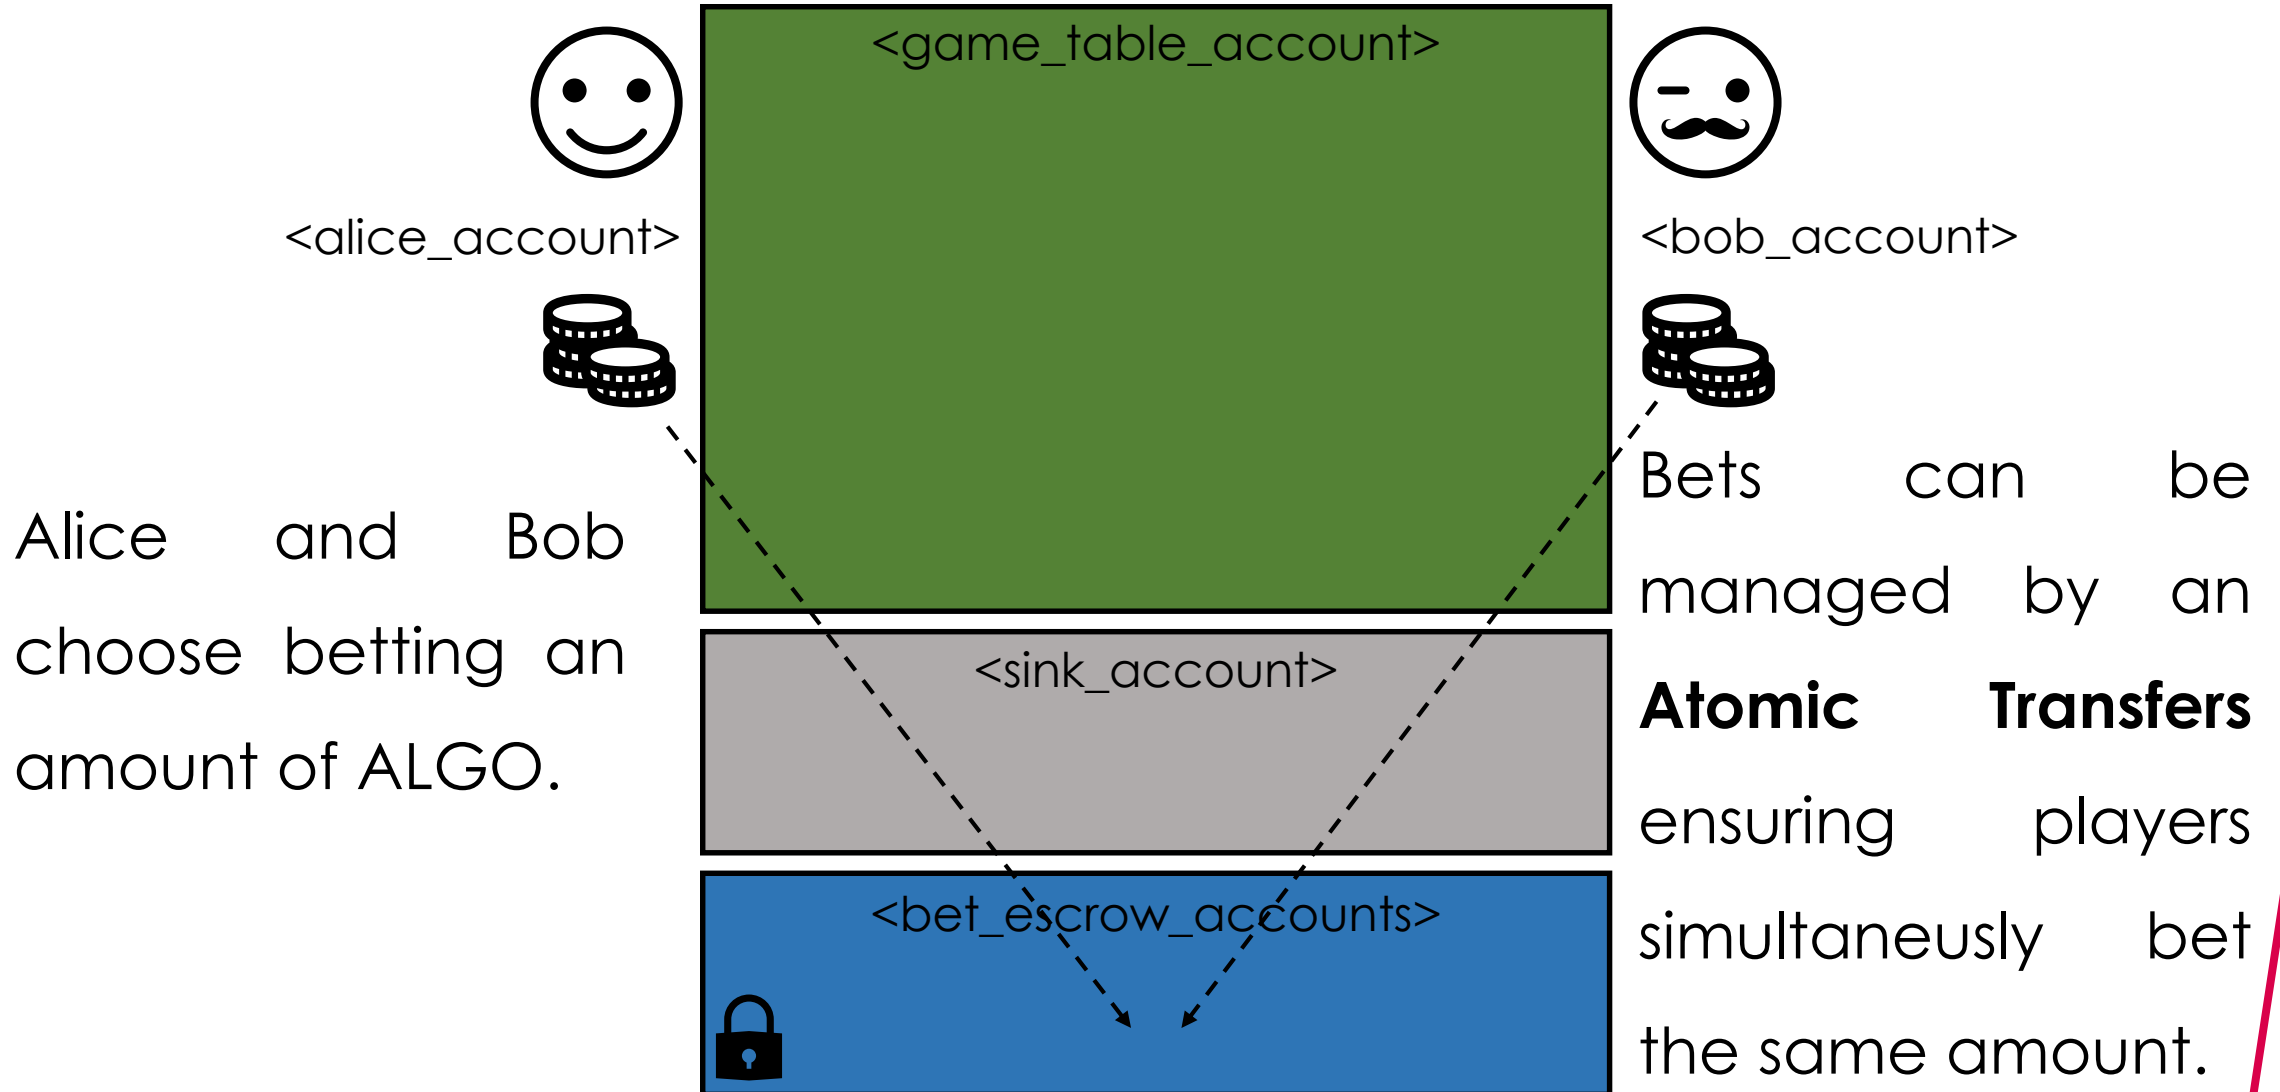 <game_table_account>
<alice_account>
<bob_account>
Alice and Bob
choose betting an
amount of ALGO.
<sink_account>
<bet_escrow_accounts>
Bets can be
managed by an
Atomic Transfers
ensuring players
simultaneusly bet
the same amount.